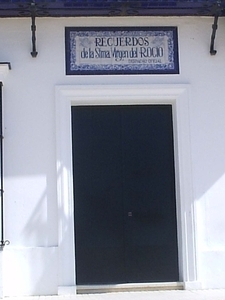 RECUERDOS
de la Stma. Virgen del ROCIO